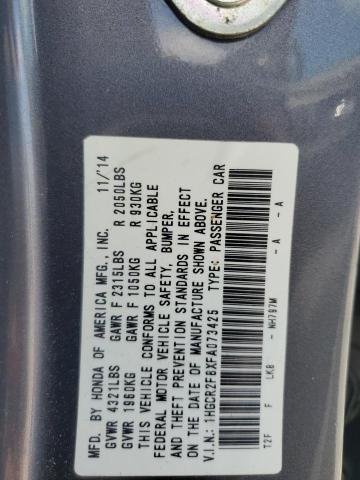 MFD. BY HONDA OF AMERICA MFG., INC. 11/'14
GVWR 4321LBS GAWR F 2315LBS R 2050LBS
GVWR 1960KG GAWR F 1050KG R 930KG
THIS VEHICLE CONFORMS TO ALL APPLICABLE
FEDERAL MOTOR VEHICLE SAFETY, BUMPER,
AND THEFT PREVENTION STANDARDS IN EFFECT
ON THE DATE OF MANUFACTURE SHOWN ABOVE.
V.I.N.: 1HGCR2F8XFA073425 TYPE: PASSENGER CAR
T2F F LK8 - NH797M - A - A